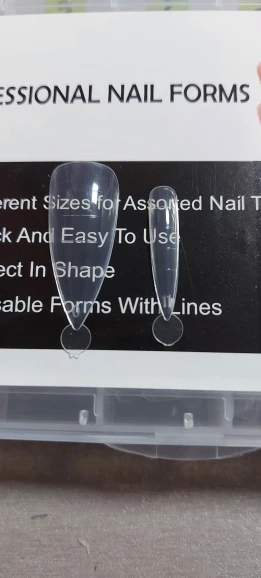 ESSIONAL NAIL FORMS
erent Sizes for Assorted Nail T
ck And Easy To Use
ect In Shape
sable Forms With Lines